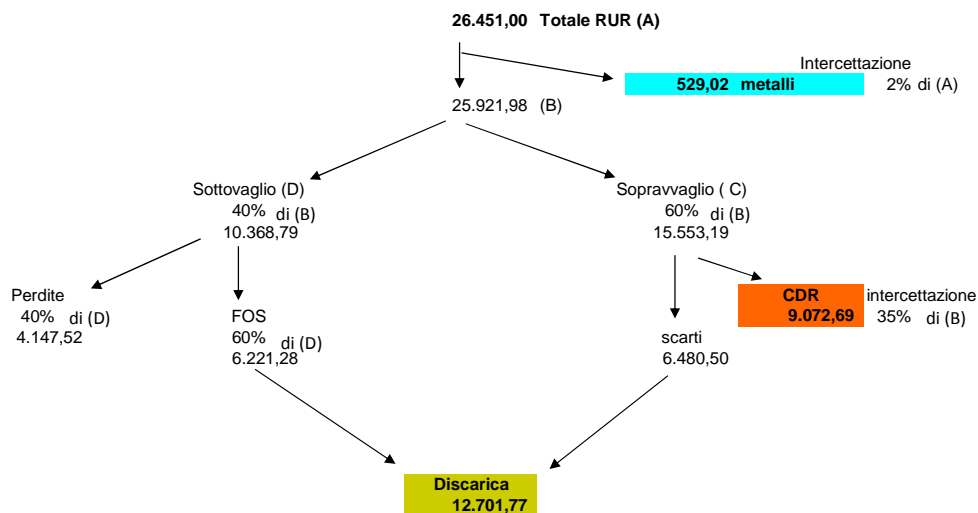 26.451,00 Totale RUR (A)
Intercettazione
529,02 metalli 2% di (A)
25.921,98 (B)
Sottovaglio (D)
40% di (B)
10.368,79
Sopravvaglio ( C)
60% di (B)
15.553,19
Perdite
40% di (D)
4.147,52
FOS
60% di (D)
6.221,28
scarti
6.480,50
CDR intercettazione
9.072,69 35% di (B)
Discarica
12.701,77